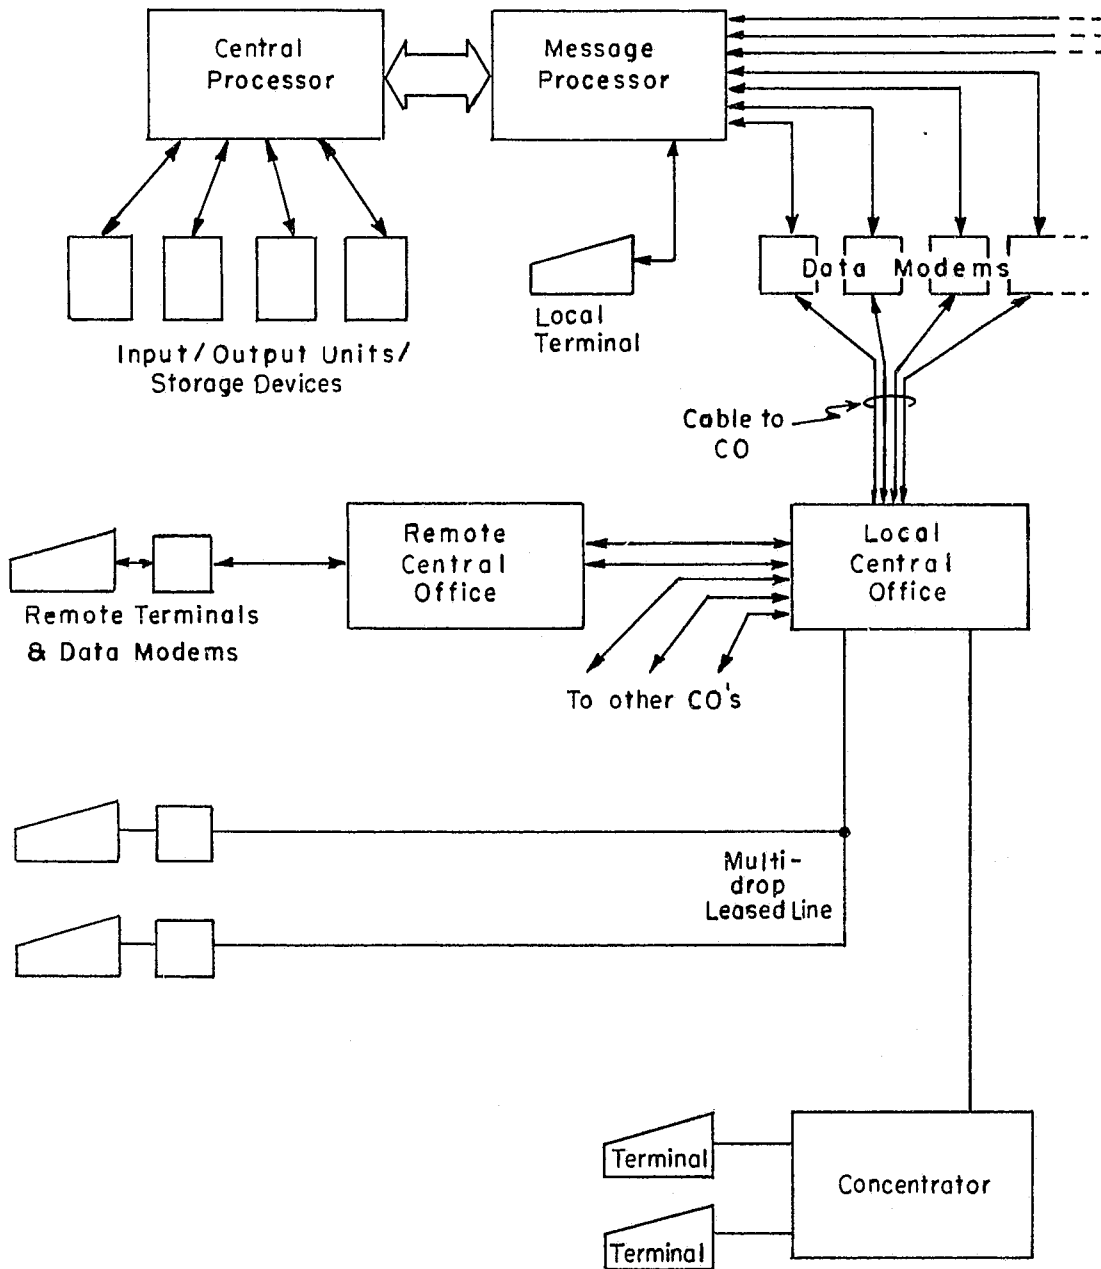 Central
Processor
Message
Processor
Data Modems
Local
Terminal
Input/Output Units/
Storage Devices
Cable to
CO
Remote
Central
Office
Local
Central
Office
Remote Terminals
& Data Modems
To other CO's
Multi-
drop
Leased Line
Terminal
Concentrator
Terminal